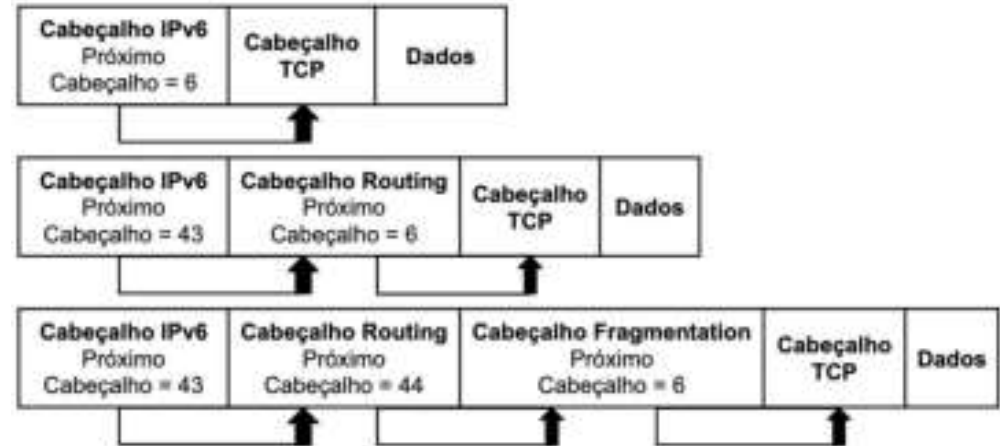 Cabeçalho IPv6
Próximo
Cabeçalho = 6
Cabeçalho
TCP
Dados
Cabeçalho IPv6
Próximo
Cabeçalho = 43
Cabeçalho Routing
Próximo
Cabeçalho = 6
Cabeçalho
TCP
Dados
Cabeçalho IPv6
Próximo
Cabeçalho = 43
Cabeçalho Routing
Próximo
Cabeçalho = 44
Cabeçalho Fragmentation
Próximo
Cabeçalho = 6
Cabeçalho
TCP
Dados